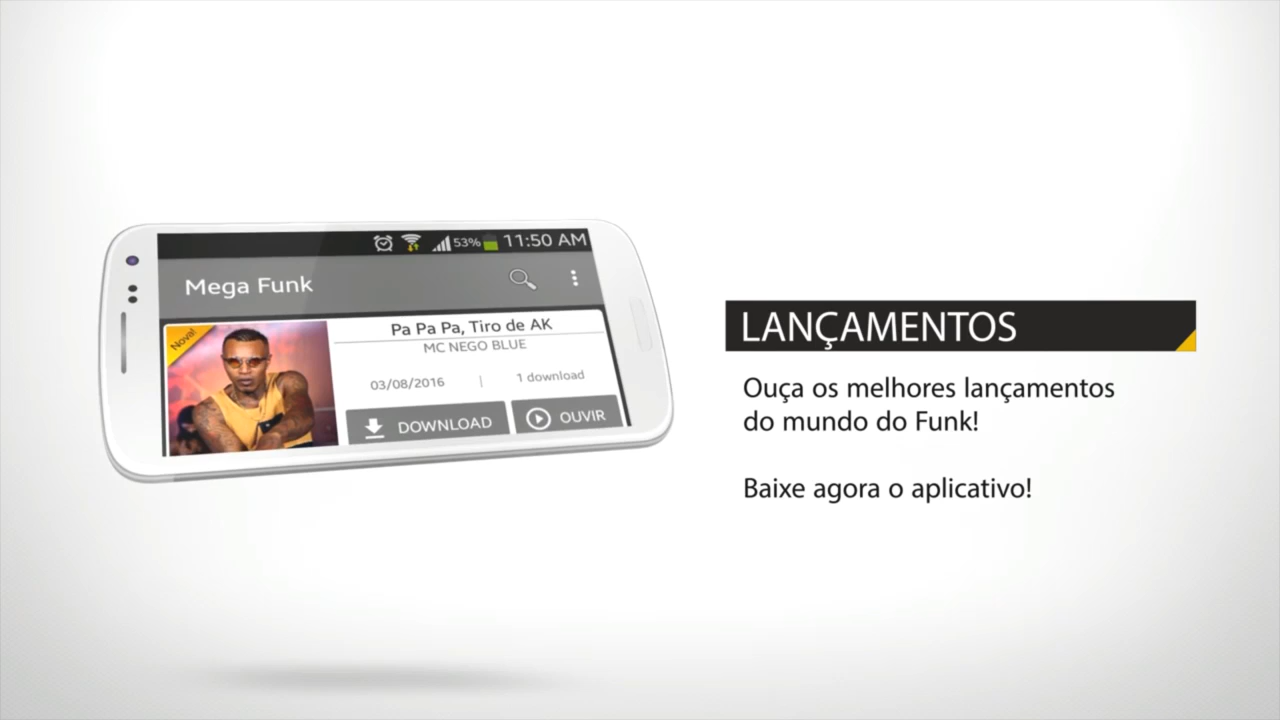 53% 11:50 AM
Mega Funk
Nova!
Pa Pa Pa, Tiro de AK
MC NEGO BLUE
03/08/2016 | 1 download
DOWNLOAD OUVIR
LANÇAMENTOS
Ouça os melhores lançamentos
do mundo do Funk!
Baixe agora o aplicativo!